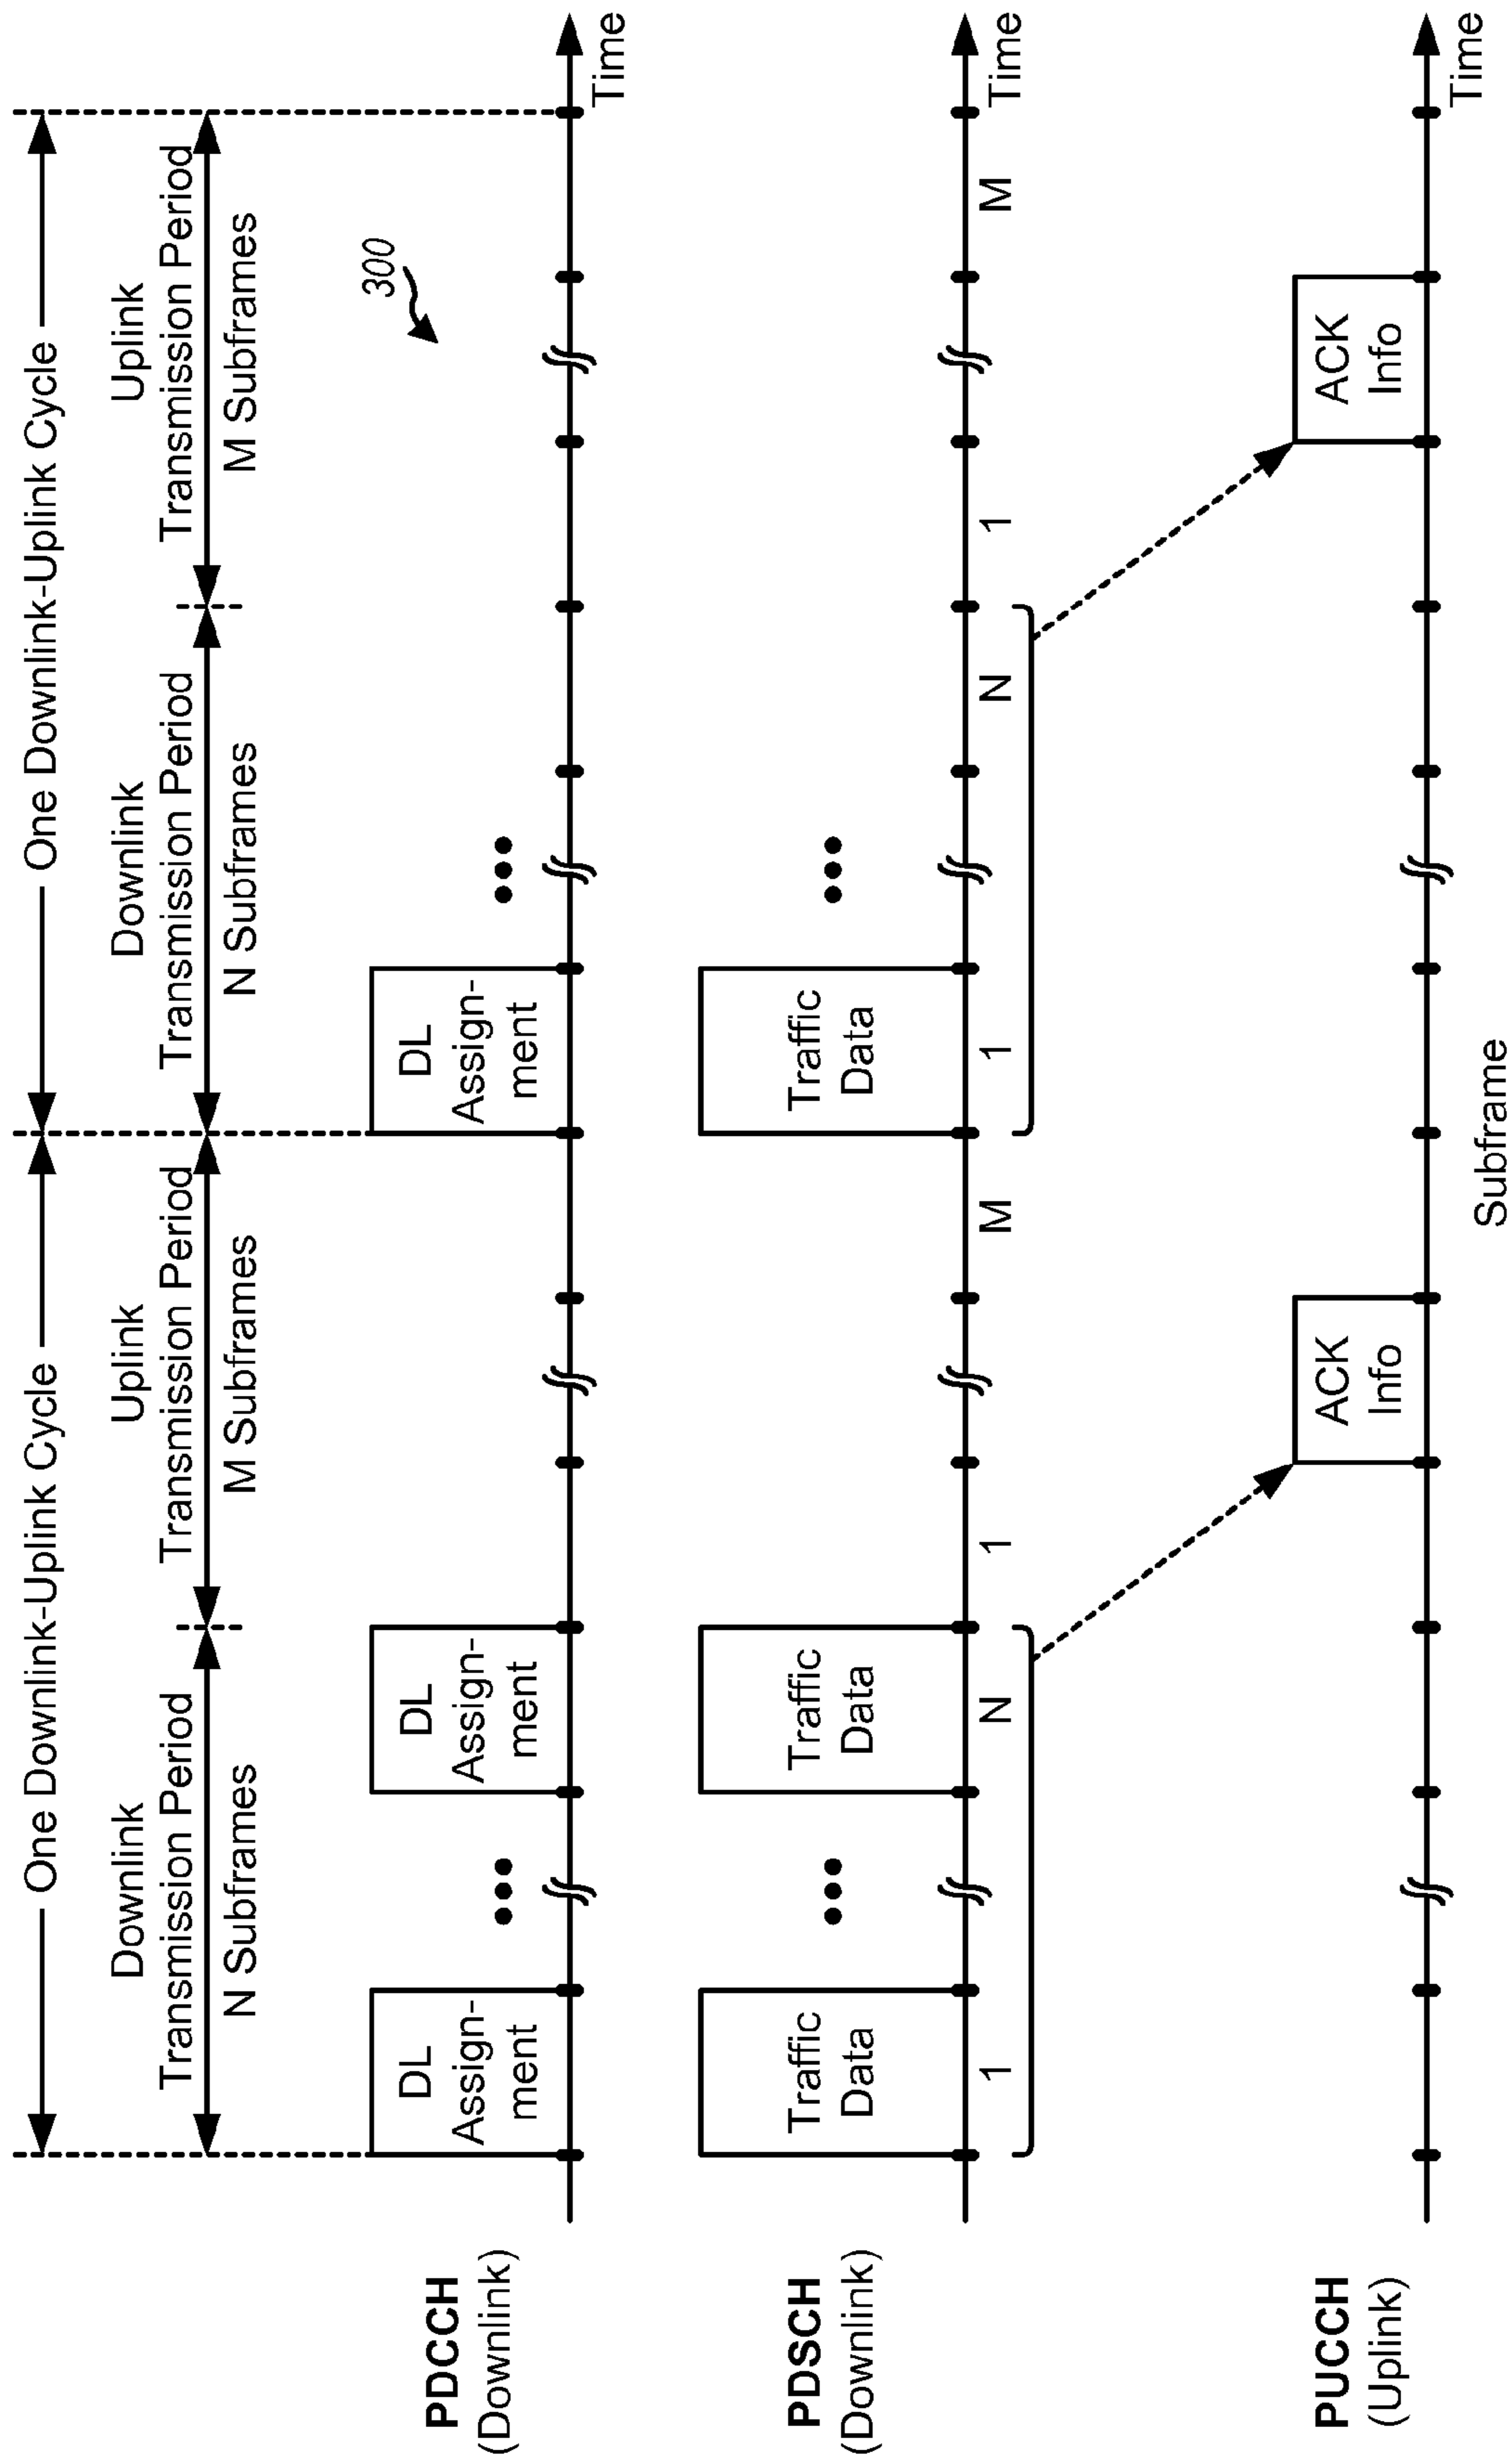 One Downlink-Uplink Cycle
One Downlink-Uplink Cycle
Downlink
Transmission Period
N Subframes
Uplink
Transmission Period
M Subframes
Downlink
Transmission Period
N Subframes
Uplink
Transmission Period
M Subframes
300
PDCCH
(Downlink)
DL
Assign-
ment
DL
Assign-
ment
DL
Assign-
ment
Time
PDSCH
(Downlink)
Traffic
Data
Traffic
Data
Traffic
Data
1
N
1
M
1
N
1
M
Time
PUCCH
(Uplink)
ACK
Info
ACK
Info
Time
Subframe